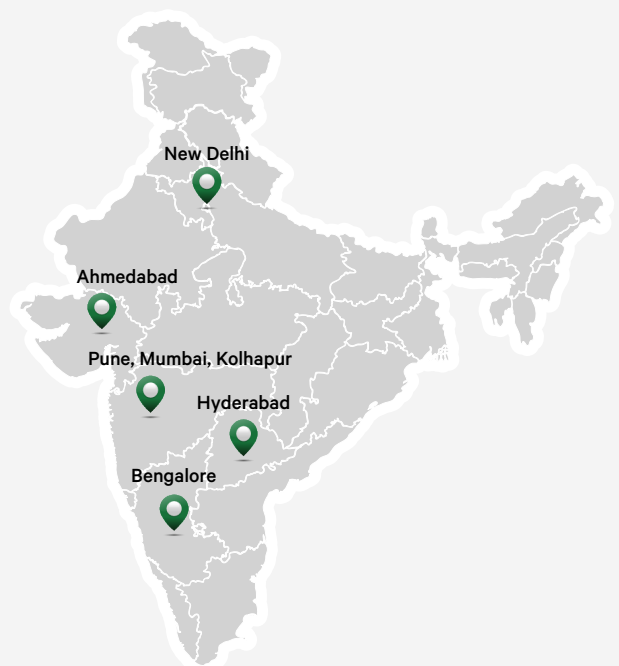 New Delhi
Ahmedabad
Pune, Mumbai, Kolhapur
Hyderabad
Bengalore